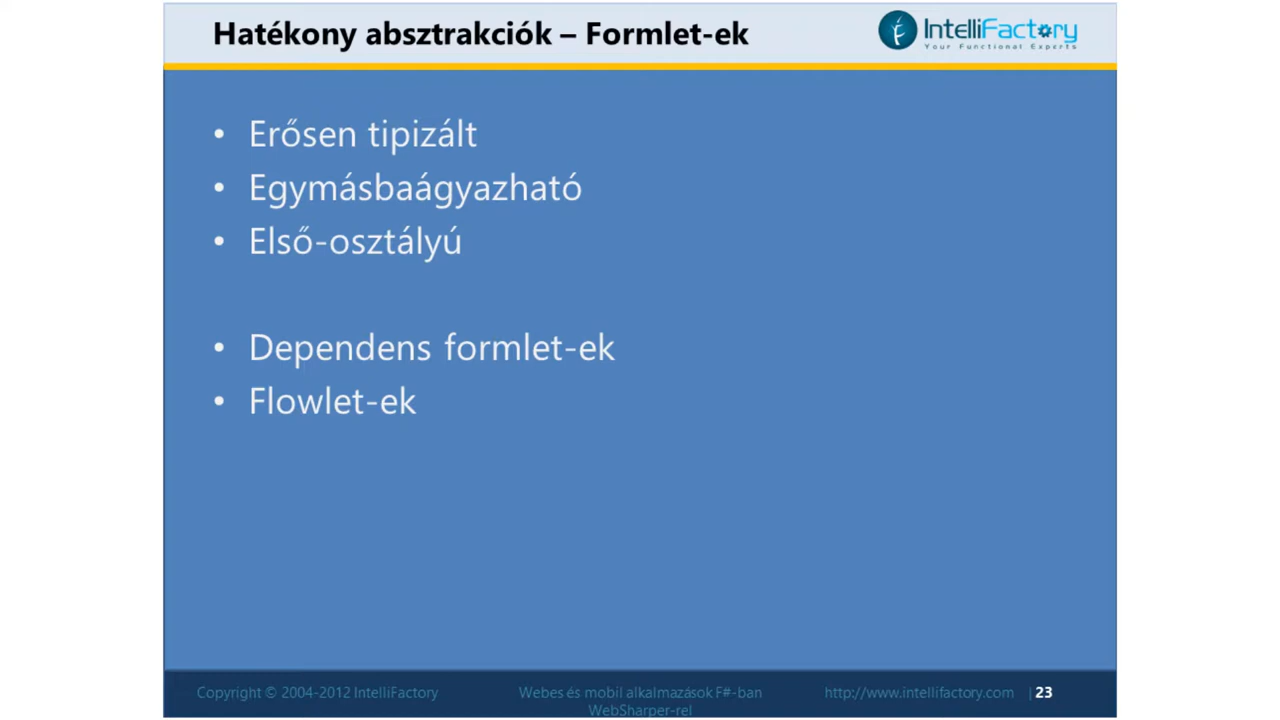 Hatékony absztrakciók – Formlet-ek
IntelliFactory
Your Functional Experts
• Erősen tipizált
• Egymásbaágyazható
• Első-osztályú
• Dependens formlet-ek
• Flowlet-ek
Copyright © 2004-2012 IntelliFactory
Webes és mobil alkalmazások F#-ban
WebSharper-rel
http://www.intellifactory.com | 23